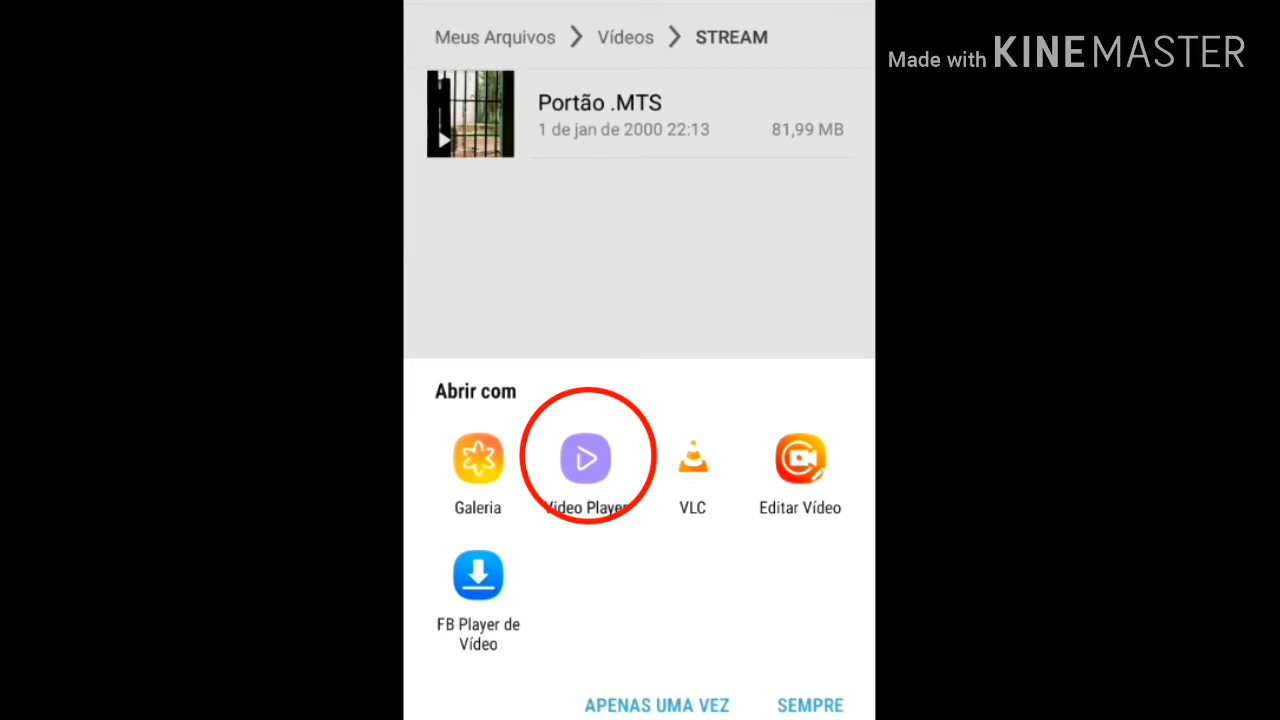 Meus Arquivos > Vídeos > STREAM
Made with KINEMASTER
Portão .MTS
1 de jan de 2000 22:13 81,99 MB
Abrir com
Galeria Video Player VLC Editar Vídeo
FB Player de
Vídeo
APENAS UMA VEZ SEMPRE